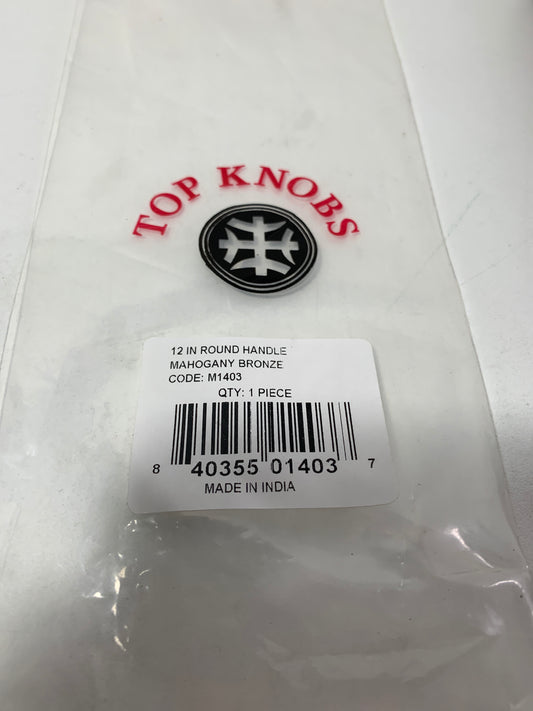 TOP KNOBS
12 IN ROUND HANDLE
MAHOGANY BRONZE
CODE: M1403
QTY: 1 PIECE
8 40355 01403 7
MADE IN INDIA